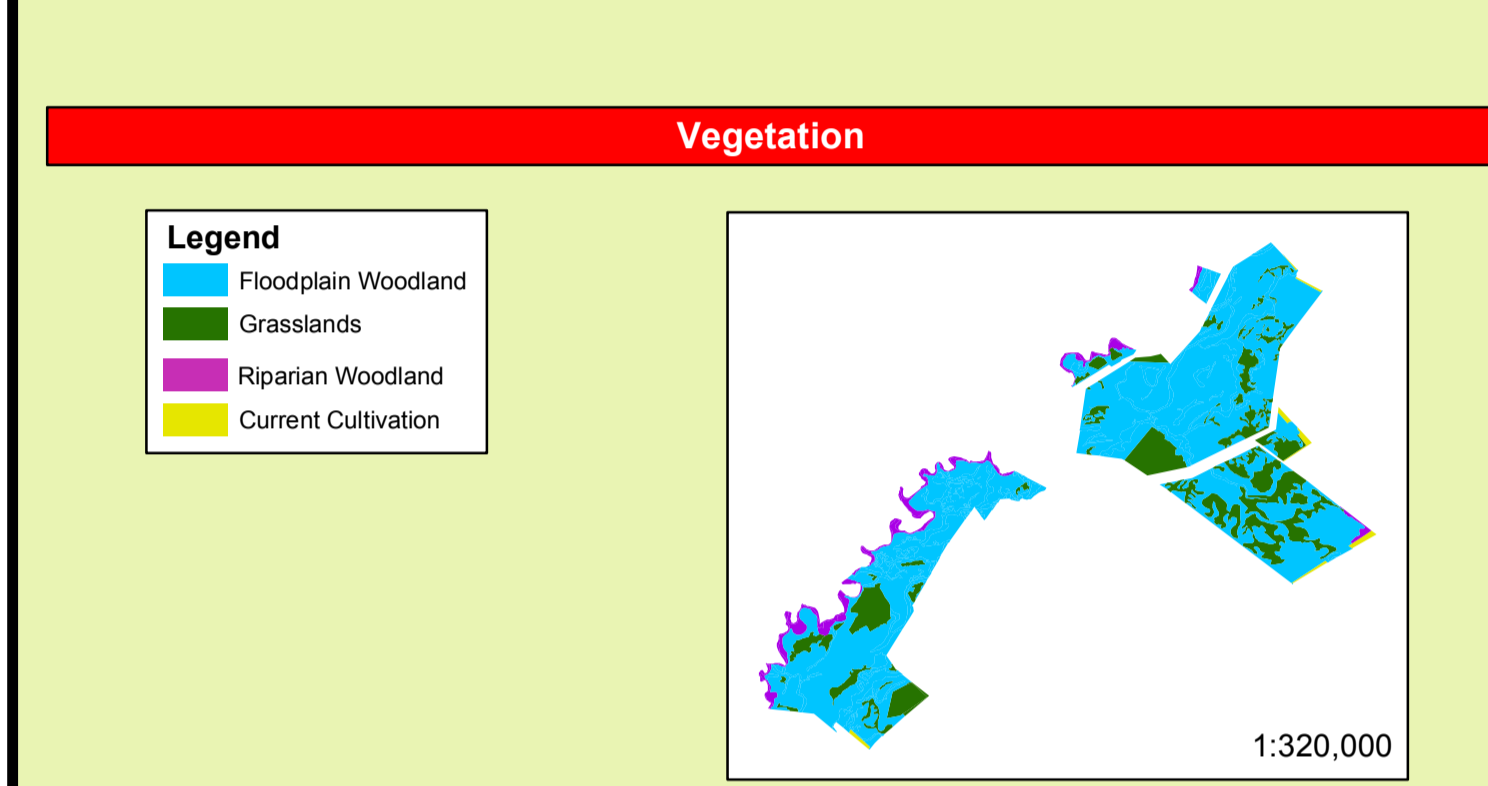 Vegetation
Legend
Floodplain Woodland
Grasslands
Riparian Woodland
Current Cultivation
1:320,000